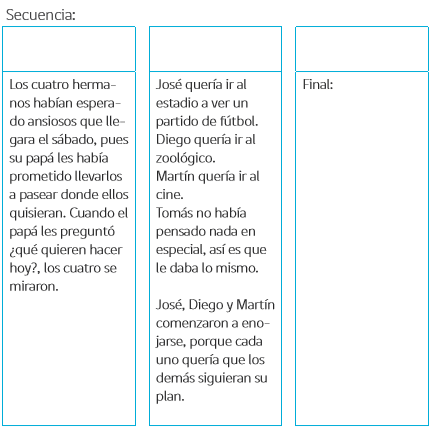 Secuencia:
Los cuatro herma-
nos habían espera-
do ansiosos que lle-
gara el sábado, pues
su papá les había
prometido llevarlos
a pasear donde ellos
quisieran. Cuando el
papá les preguntó
¿qué quieren hacer
hoy?, los cuatro se
miraron.
José quería ir al
estadio a ver un
partido de fútbol.
Diego quería ir al
zoológico.
Martín quería ir al
cine.
Tomás no había
pensado nada en
especial, así es que
le daba lo mismo.
José, Diego y Martín
comenzaron a eno-
jarse, porque cada
uno quería que los
demás siguieran su
plan.
Final: